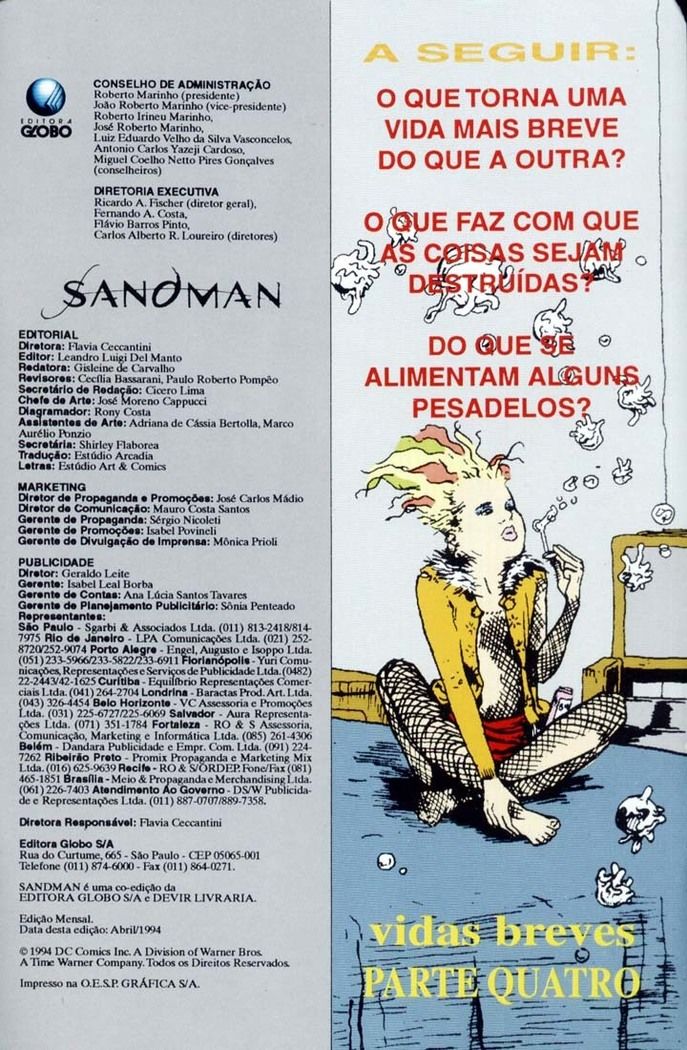 EDITORA
GLOBO
CONSELHO DE ADMINISTRAÇÃO
Roberto Marinho (presidente)
João Roberto Marinho (vice-presidente)
Roberto Irineu Marinho,
José Roberto Marinho,
Luiz Eduardo Velho da Silva Vasconcelos,
Antonio Carlos Yazeji Cardoso,
Miguel Coelho Netto Pires Gonçalves
(conselheiros)
DIRETORIA EXECUTIVA
Ricardo A. Fischer (diretor geral),
Fernando A. Costa,
Flávio Barros Pinto,
Carlos Alberto R. Loureiro (diretores)
SANDMAN
EDITORIAL
Diretora: Flavia Ceccantini
Editor: Leandro Luigi Del Manto
Redatora: Gisleine de Carvalho
Revisores: Cecília Bassarani, Paulo Roberto Pompêo
Secretário de Redação: Cicero Lima
Chefe de Arte: José Moreno Cappucci
Diagramador: Rony Costa
Assistentes de Arte: Adriana de Cássia Bertolla, Marco
Aurélio Ponzio
Secretária: Shirley Flaborea
Tradução: Estúdio Arcadia
Letras: Estúdio Art & Comics
MARKETING
Diretor de Propaganda e Promoções: José Carlos Mádio
Diretor de Comunicação: Mauro Costa Santos
Gerente de Propaganda: Sérgio Nicoleti
Gerente de Promoções: Isabel Povineli
Gerente de Divulgação de Imprensa: Mônica Prioli
PUBLICIDADE
Diretor: Geraldo Leite
Gerente: Isabel Leal Borba
Gerente de Contas: Ana Lúcia Santos Tavares
Gerente de Planejamento Publicitário: Sônia Penteado
Representantes:
São Paulo - Sgarbi & Associados Ltda. (011) 813-2418/814-
7975 Rio de Janeiro - LPA Comunicações Ltda. (021) 252-
8720/252-9074 Porto Alegre - Engel, Augusto e Isoppo Ltda.
(051) 233-5966/233-5822/233-6911 Florianópolis - Yuri Comu-
nicações, Representações e Serviços de Publicidade Ltda. (0482)
22-2443/42-1625 Curitiba - Equilíbrio Representações Comer-
ciais Ltda. (041) 264-2704 Londrina - Baractas Prod. Art. Ltda.
(043) 326-4454 Belo Horizonte - VC Assessoria e Promoções
Ltda. (031) 225-6727/225-6069 Salvador - Aura Representa-
ções Ltda. (071) 351-1784 Fortaleza - RO & S Assessoria,
Comunicação, Marketing e Informática Ltda. (085) 261-4306
Belém - Dandara Publicidade e Empr. Com. Ltda. (091) 224-
7262 Ribeirão Preto - Promix Propaganda e Marketing Mix
Ltda. (016) 625-9639 Recife - RO & S/ORDEP. Fone/Fax (081)
465-1851 Brasília - Meio & Propaganda e Merchandising Ltda.
(061) 226-7403 Atendimento Ao Governo - DS/W Publicida-
de e Representações Ltda. (011) 887-0707/889-7358.
Diretora Responsável: Flavia Ceccantini
Editora Globo S/A
Rua do Curtume, 665 - São Paulo - CEP 05065-001
Telefone (011) 874-6000 - Fax (011) 864-0271.
SANDMAN é uma co-edição da
EDITORA GLOBO S/A e DEVIR LIVRARIA.
Edição Mensal.
Data desta edição: Abril/1994
© 1994 DC Comics Inc. A Division of Warner Bros.
A Time Warner Company. Todos os Direitos Reservados.
Impresso na O.E.S.P. GRÁFICA S/A.
A SEGUIR:
O QUE TORNA UMA
VIDA MAIS BREVE
DO QUE A OUTRA?
O QUE FAZ COM QUE
AS COISAS SEJAM
DESTRUÍDAS?
DO QUE SE
ALIMENTAM ALGUNS
PESADELOS?
vidas breves
PARTE QUATRO